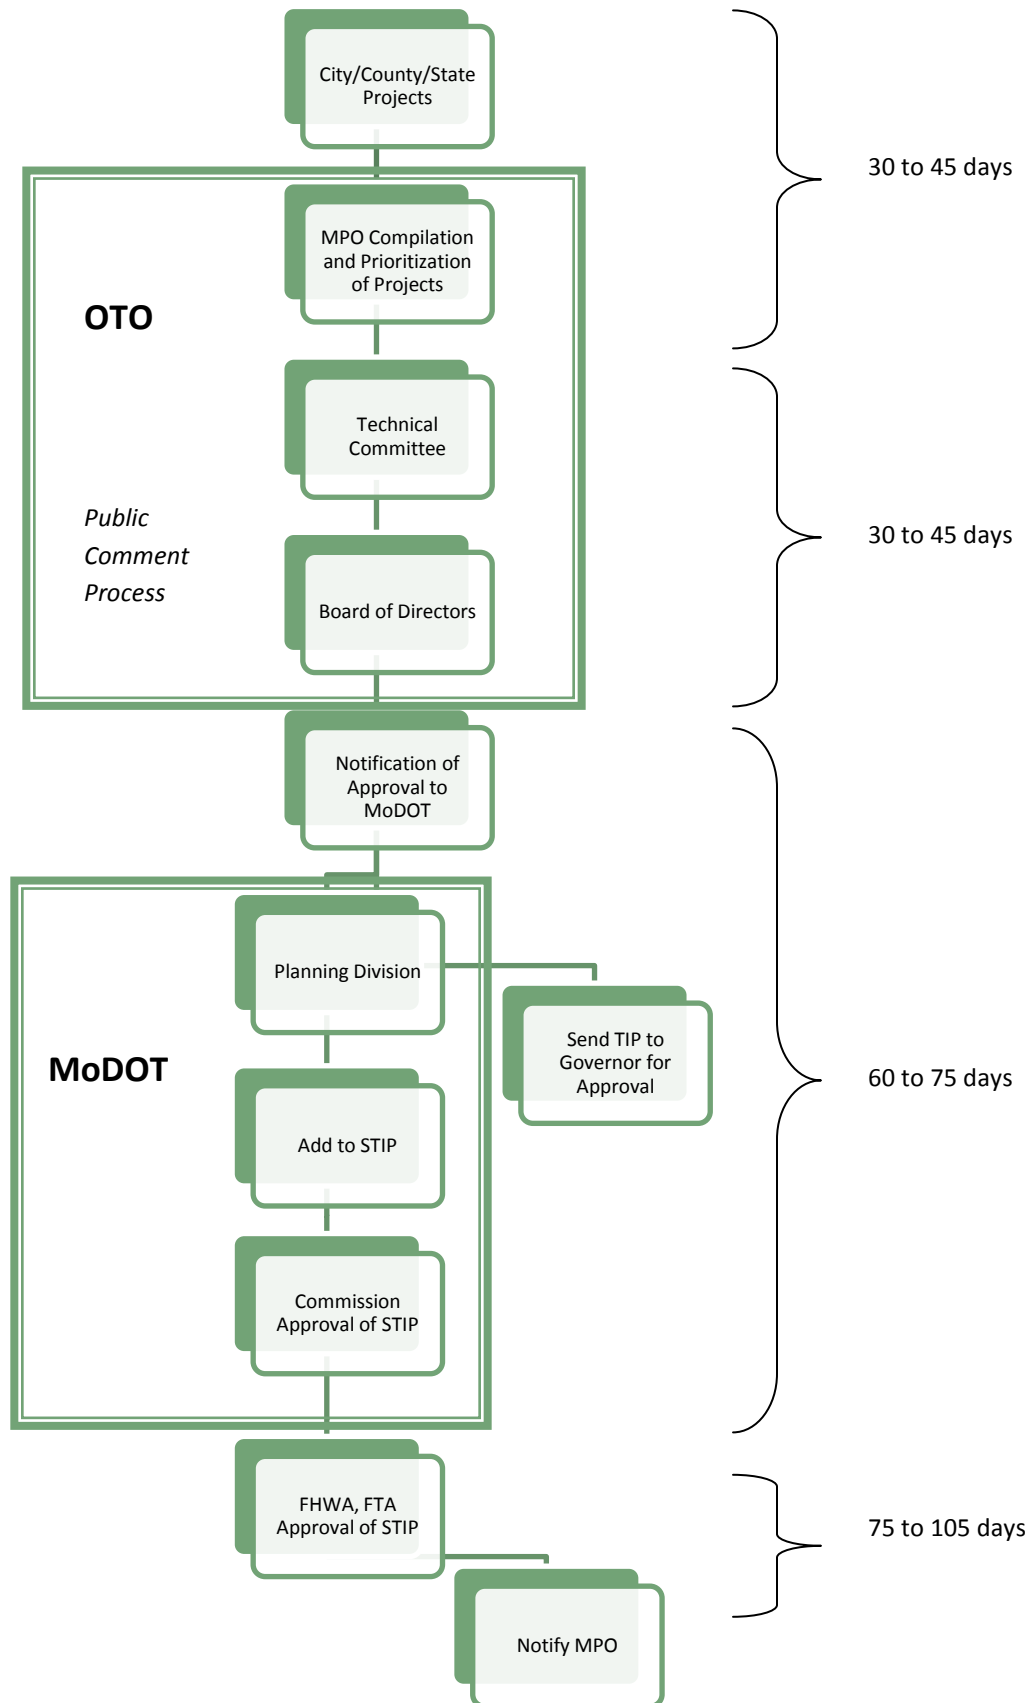 City/County/State
Projects
30 to 45 days
MPO Compilation
and Prioritization
of Projects
OTO
Technical
Committee
Public
Comment
Process
30 to 45 days
Board of Directors
Notification of
Approval to
MoDOT
Planning Division
Send TIP to
Governor for
Approval
MoDOT
60 to 75 days
Add to STIP
Commission
Approval of STIP
FHWA, FTA
Approval of STIP
75 to 105 days
Notify MPO